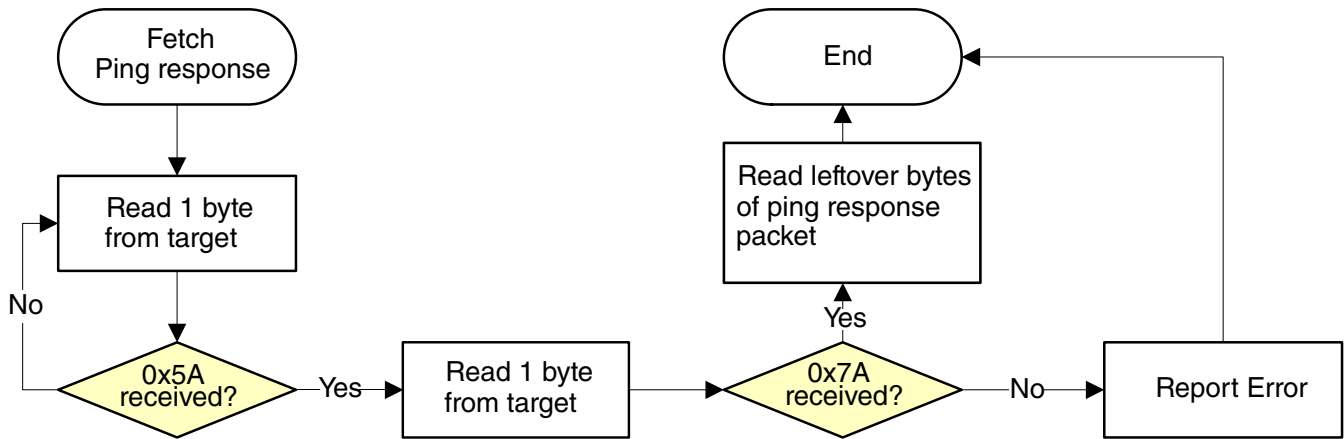 Fetch
Ping response
End
Read 1 byte
from target
Read leftover bytes
of ping response
packet
No
Yes
0x5A
received?
Yes
Read 1 byte
from target
0x7A
received?
No
Report Error